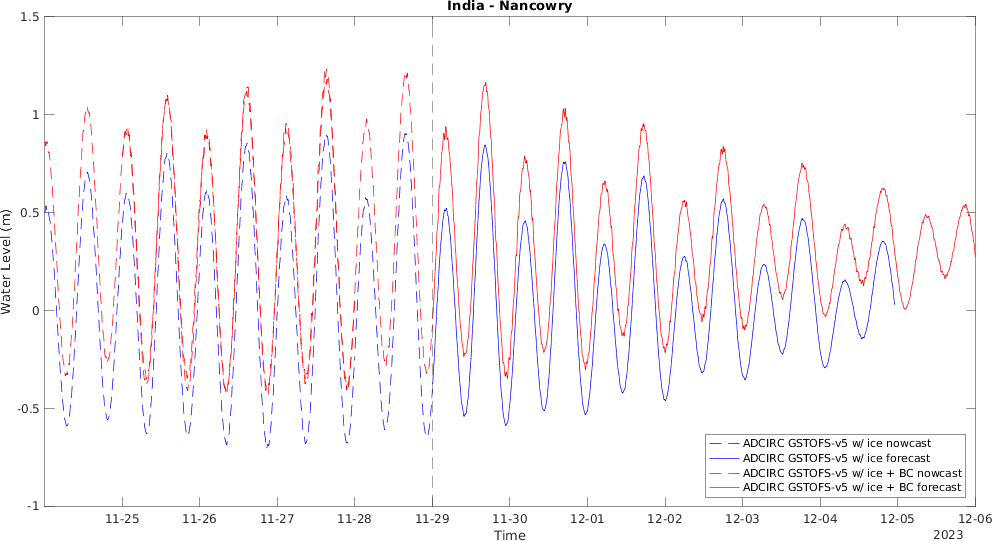 India - Nancowry
1.5
1
0.5
0
-0.5
-1
Water Level (m)
ADCIRC GSTOFS-v5 w/ ice nowcast
ADCIRC GSTOFS-v5 w/ ice forecast
ADCIRC GSTOFS-v5 w/ ice + BC nowcast
ADCIRC GSTOFS-v5 w/ ice + BC forecast
11-25 11-26 11-27 11-28 11-29 11-30 12-01 12-02 12-03 12-04 12-05 12-06
Time
2023